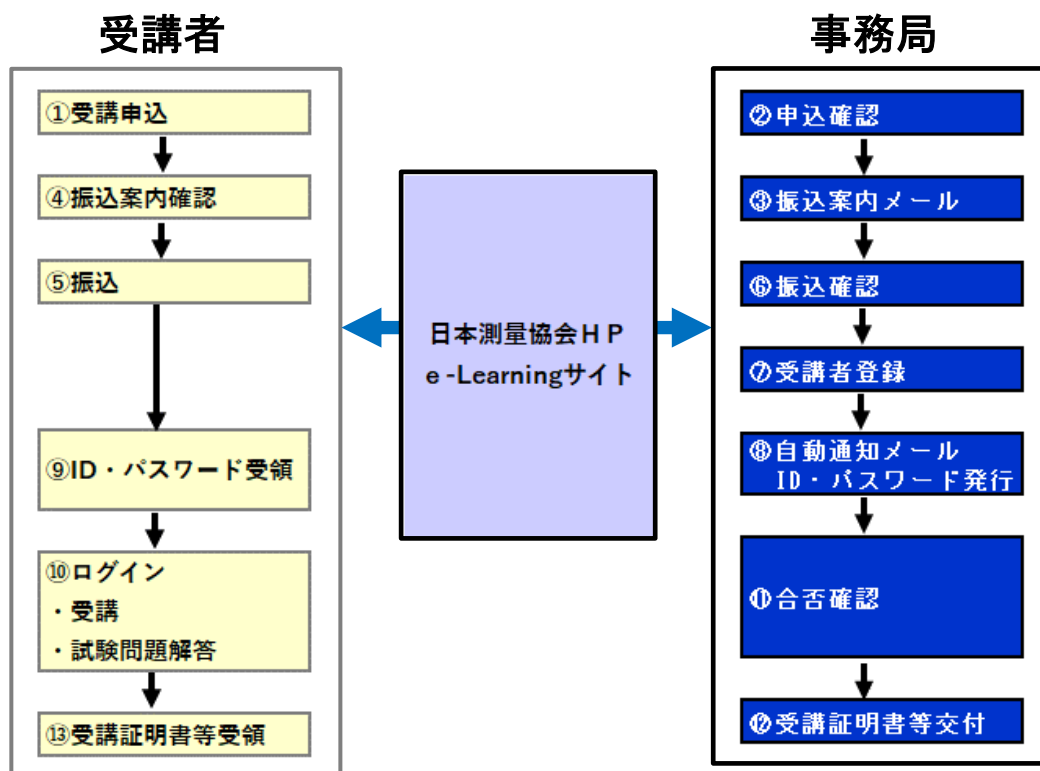 受講者
①受講申込
④振込案内確認
⑤振込
⑨ID・パスワード受領
⑩ログイン
・受講
・試験問題解答
⑬受講証明書等受領
日本測量協会ＨＰ
ｅ-Learningサイト
事務局
②申込確認
③振込案内メール
⑥振込確認
⑦受講者登録
⑧自動通知メール
ID・パスワード発行
⑪合否確認
⑫受講証明書等交付